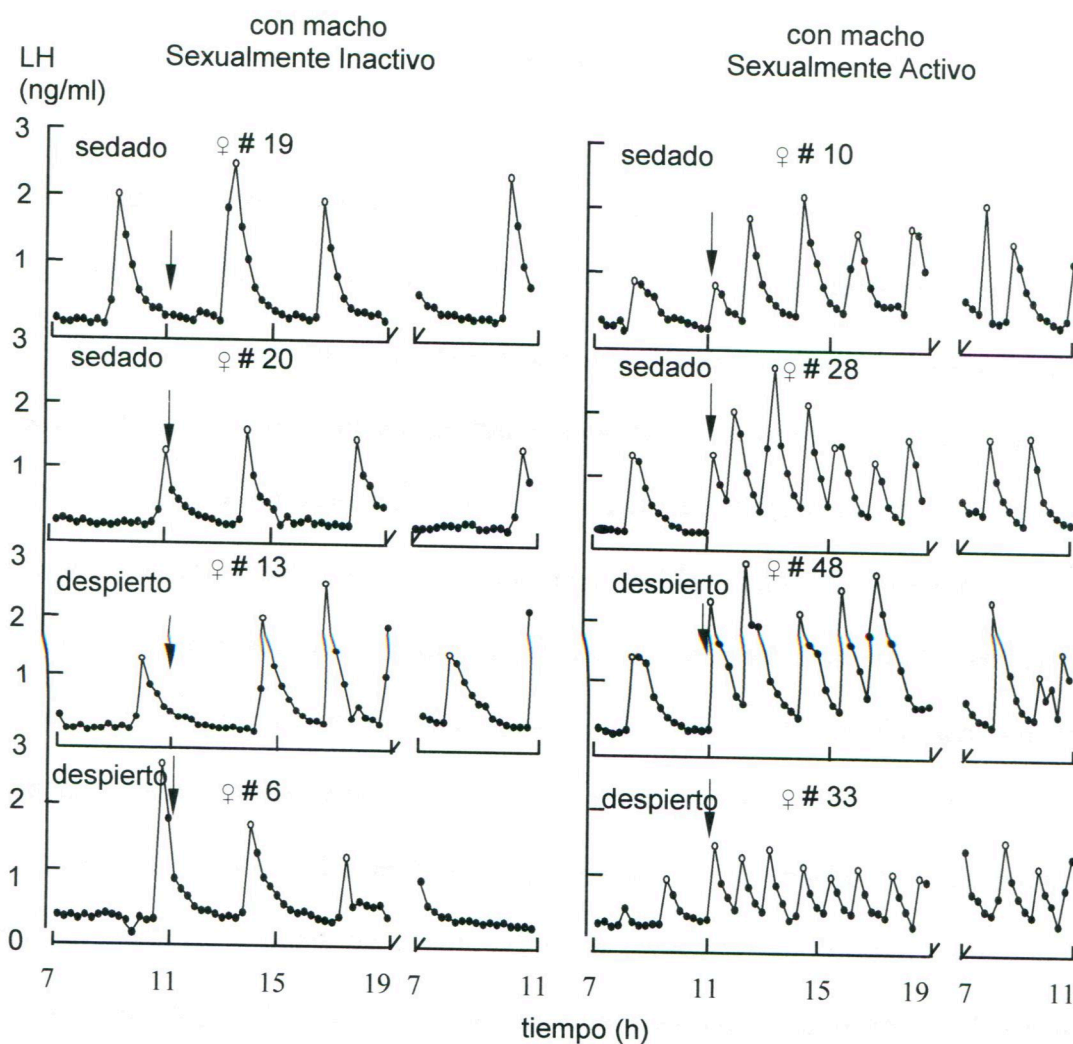 con macho
Sexualmente Inactivo
con macho
Sexualmente Activo
LH
(ng/ml)
3
sedado
♀ # 19
sedado
♀ # 10
2
1
3
sedado
♀ # 20
sedado
♀ # 28
2
1
3
despierto
♀ # 13
despierto
♀ # 48
2
1
3
despierto
♀ # 6
despierto
♀ # 33
2
1
0
7 11 15 19 7 11
7 11 15 19 7 11
tiempo (h)